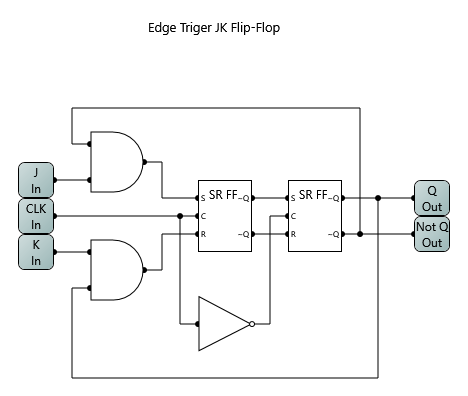 Edge Triger JK Flip-Flop
J
In
CLK
In
K
In
SR FF
S
C
R
~Q
~Q
SR FF
S
C
R
~Q
~Q
Q
Out
Not Q
Out